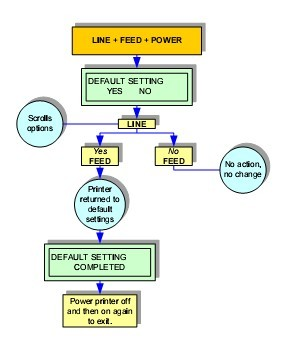 LINE + FEED + POWER
DEFAULT SETTING
YES NO
Scrolls
options
LINE
Yes
FEED
No
FEED
No action,
no change
Printer
returned to
default
settings
DEFAULT SETTING
COMPLETED
Power printer off
and then on again
to exit.